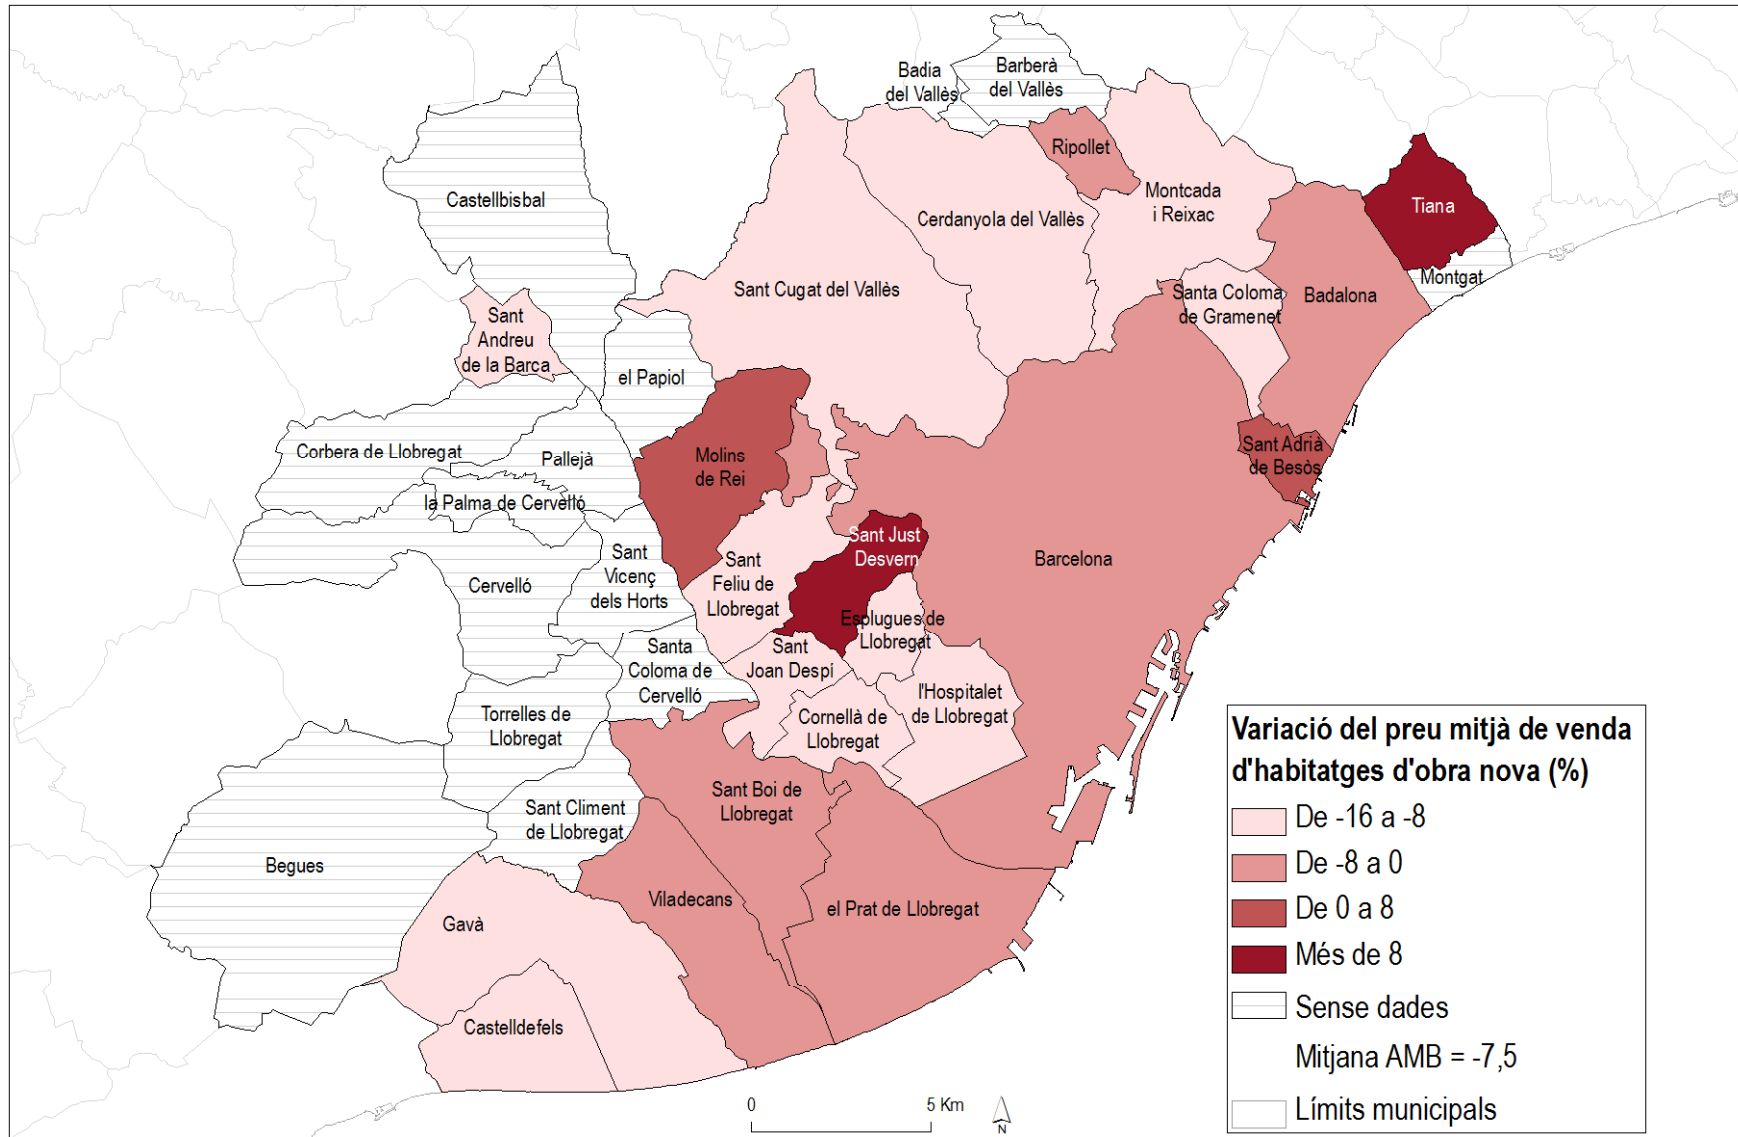 Badia
del Vallès
Barberà
del Vallès
Ripollet
Castellbisbal
Montcada
i Reixac
Tiana
Cerdanyola del Vallès
Montgat
Sant Cugat del Vallès
Santa Coloma
de Gramenet
Badalona
Sant
Andreu
de la Barca
el Papiol
Corbera de Llobregat
Pallejà
Molins
de Rei
Sant Adrià
de Besòs
la Palma de Cervelló
Sant Just
Desvern
Barcelona
Sant
Vicenç
dels Horts
Sant
Feliu de
Llobregat
Cervelló
Esplugues de
Llobregat
Santa
Coloma de
Cervelló
Sant
Joan Despí
l'Hospitalet
de Llobregat
Torrelles de
Llobregat
Cornellà de
Llobregat
Sant Boi de
Llobregat
Sant Climent
de Llobregat
Begues
Viladecans
el Prat de Llobregat
Gavà
Castelldefels
Variació del preu mitjà de venda
d'habitatges d'obra nova (%)
De -16 a -8
De -8 a 0
De 0 a 8
Més de 8
Sense dades
Mitjana AMB = -7,5
Límits municipals
0 5 Km
N